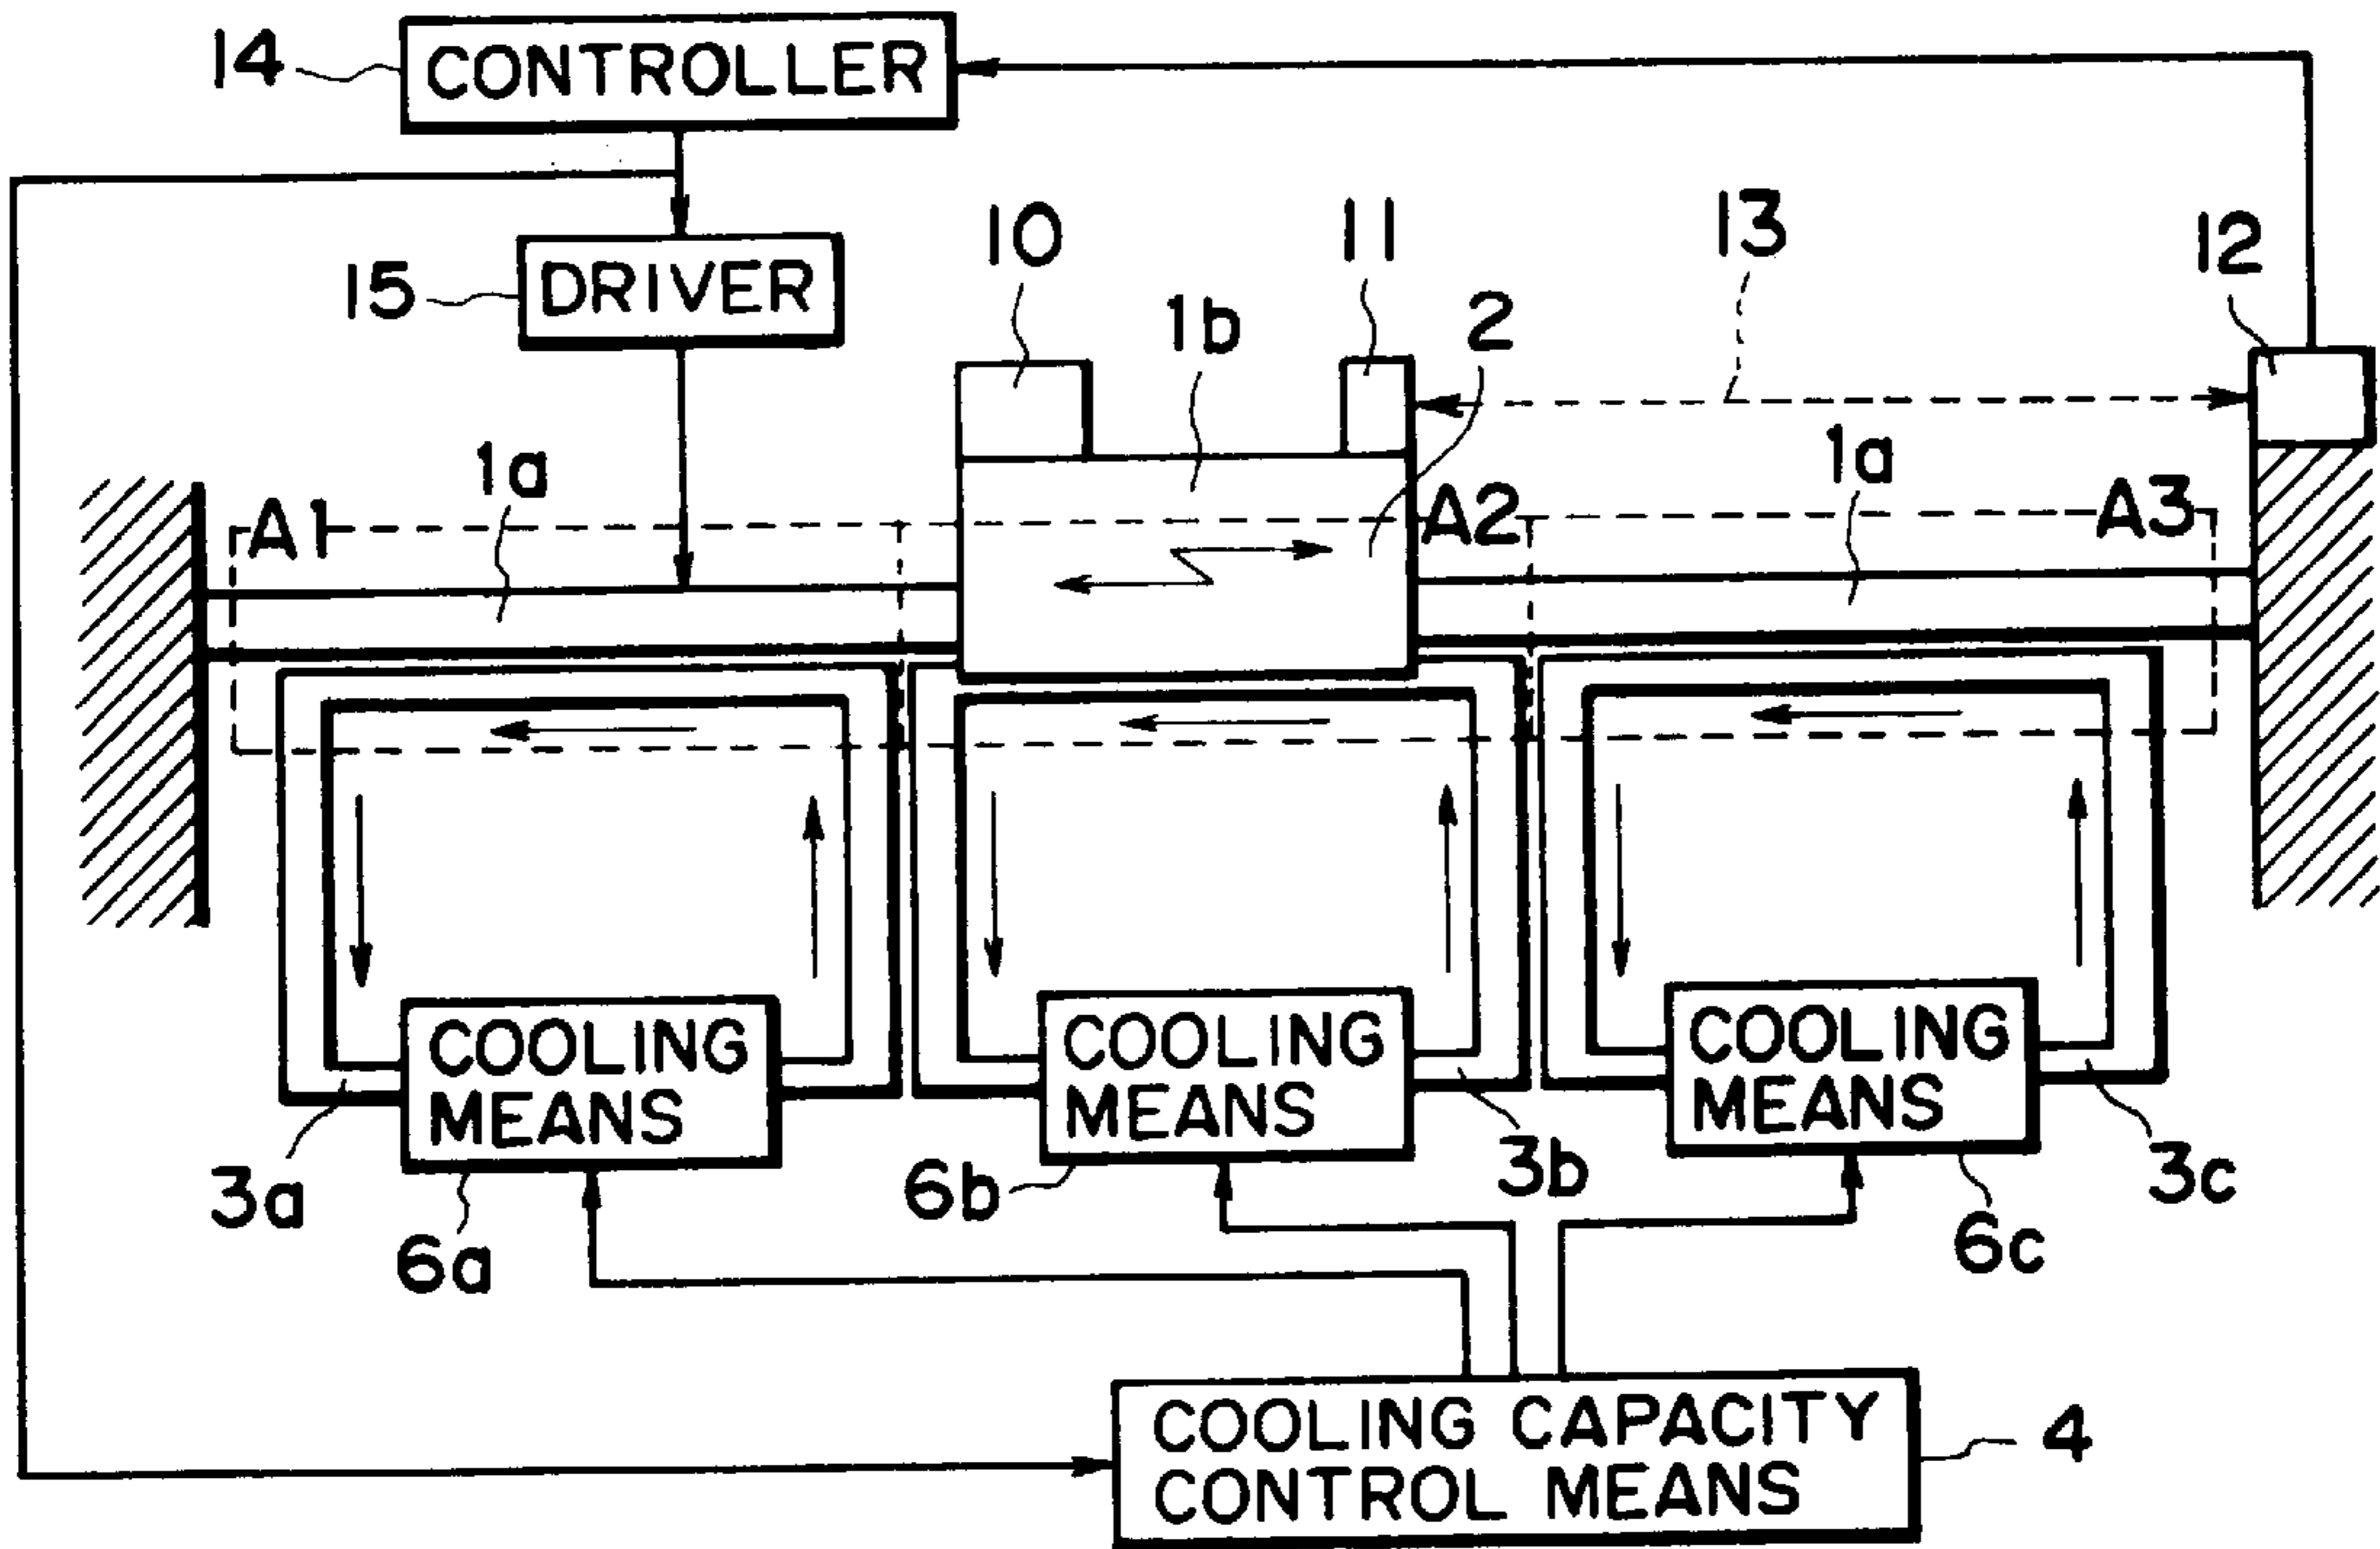 14
CONTROLLER
15
DRIVER
10
11
13
12
1b
2
1a
1a
A1
A2
A3
COOLING
MEANS
COOLING
MEANS
COOLING
MEANS
3a
6a
6b
3b
6c
3c
COOLING CAPACITY
CONTROL MEANS
4